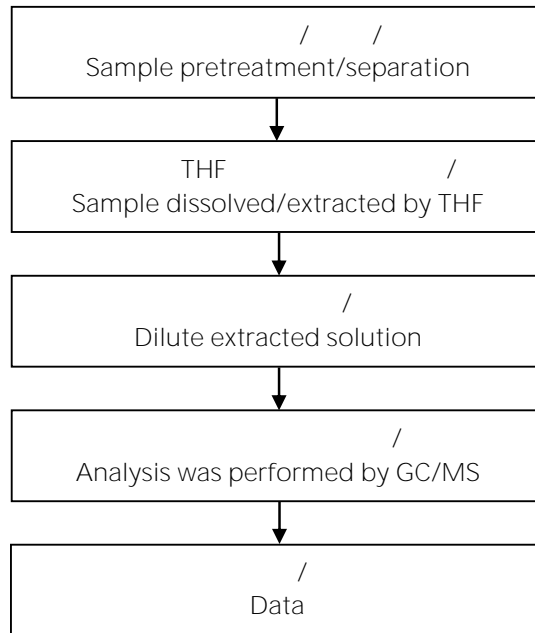 / /
Sample pretreatment/separation
THF /
Sample dissolved/extracted by THF
/
Dilute extracted solution
/
Analysis was performed by GC/MS
/
Data